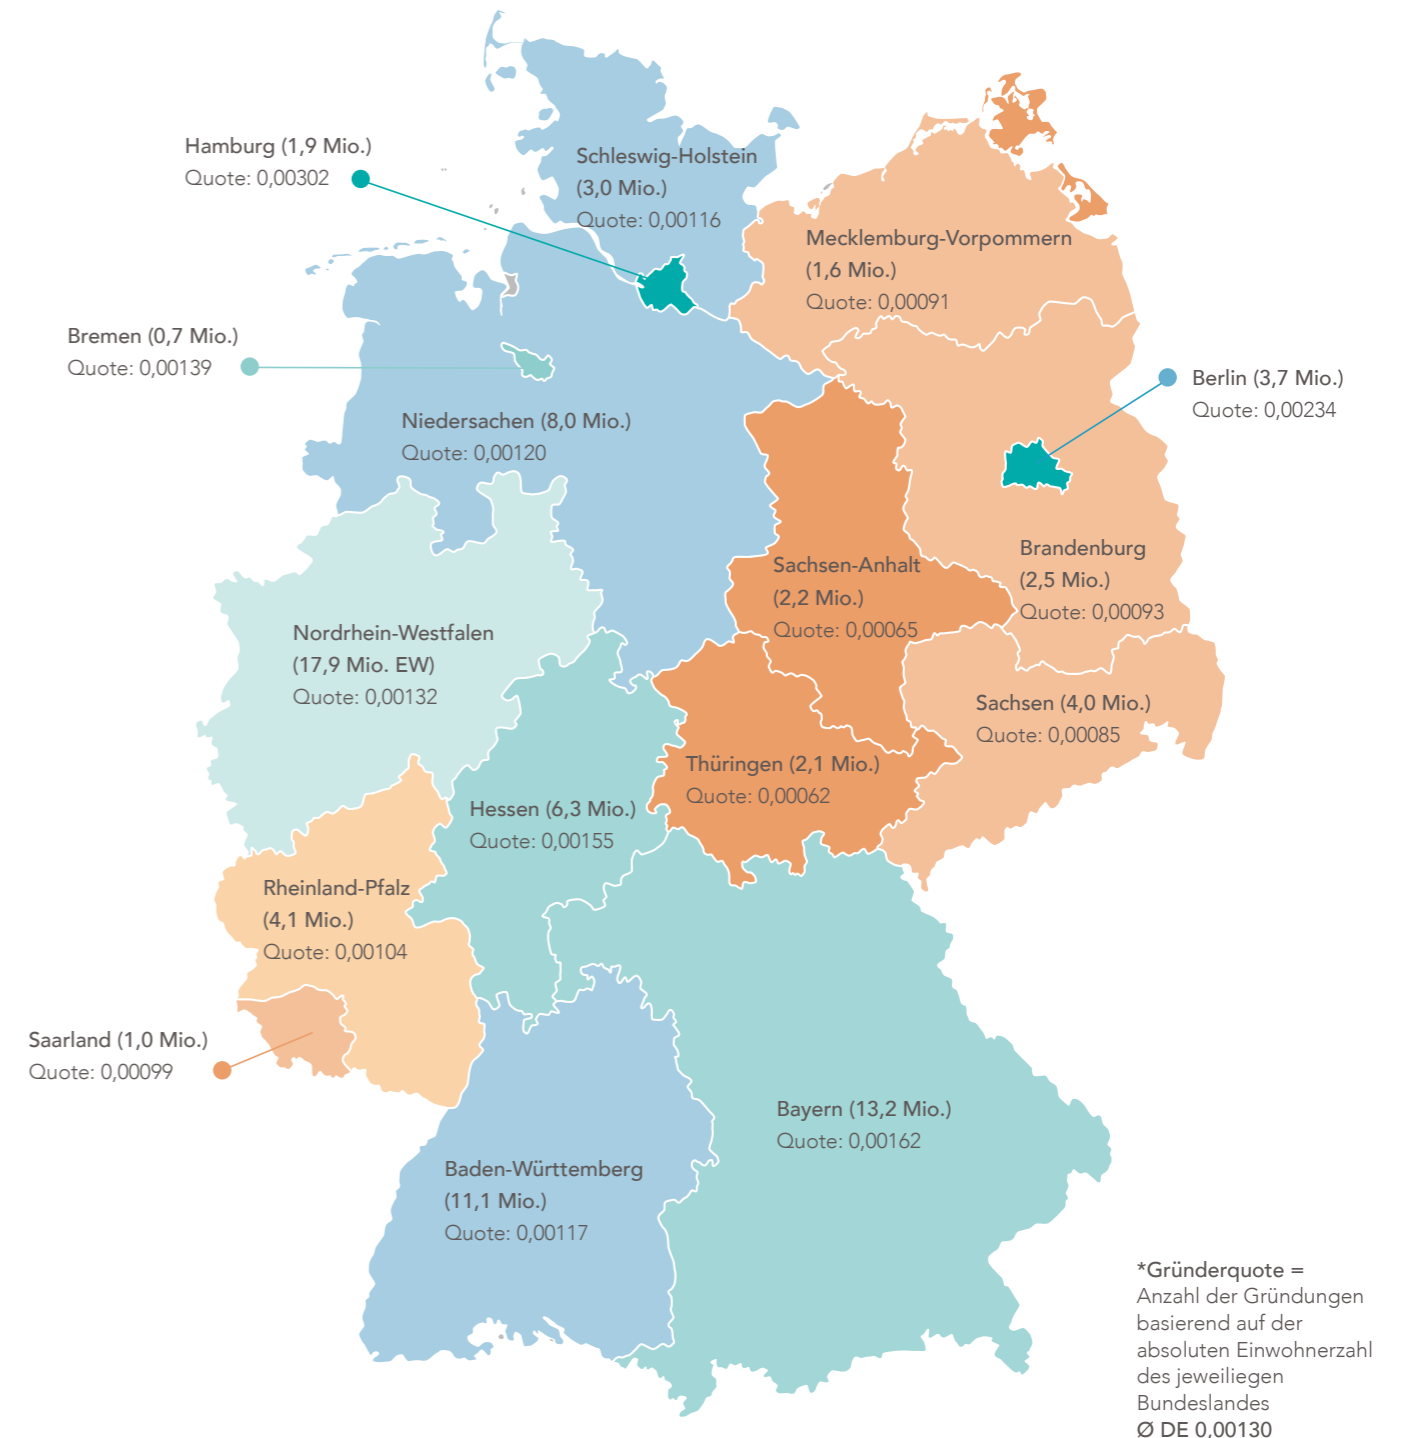 Hamburg (1,9 Mio.)
Quote: 0,00302
Schleswig-Holstein
(3,0 Mio.)
Quote: 0,00116
Mecklemburg-Vorpommern
(1,6 Mio.)
Quote: 0,00091
Bremen (0,7 Mio.)
Quote: 0,00139
Berlin (3,7 Mio.)
Quote: 0,00234
Niedersachen (8,0 Mio.)
Quote: 0,00120
Brandenburg
(2,5 Mio.)
Quote: 0,00093
Sachsen-Anhalt
(2,2 Mio.)
Quote: 0,00065
Nordrhein-Westfalen
(17,9 Mio. EW)
Quote: 0,00132
Sachsen (4,0 Mio.)
Quote: 0,00085
Thüringen (2,1 Mio.)
Quote: 0,00062
Hessen (6,3 Mio.)
Quote: 0,00155
Rheinland-Pfalz
(4,1 Mio.)
Quote: 0,00104
Saarland (1,0 Mio.)
Quote: 0,00099
Bayern (13,2 Mio.)
Quote: 0,00162
Baden-Württemberg
(11,1 Mio.)
Quote: 0,00117
*Gründerquote =
Anzahl der Gründungen
basierend auf der
absoluten Einwohnerzahl
des jeweiliegen
Bundeslandes
Ø DE 0,00130